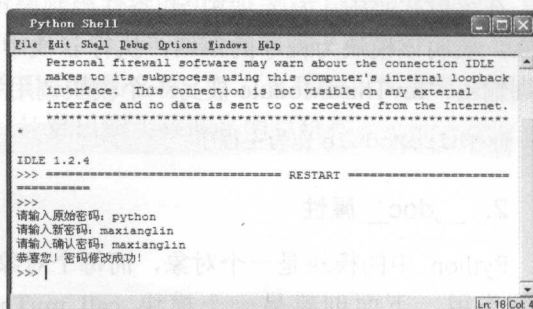 Python Shell
File Edit Shell Debug Options Windows Help
Personal firewall software may warn about the connection IDLE
makes to its subprocess using this computer's internal loopback
interface. This connection is not visible on any external
interface and no data is sent to or received from the Internet.
****************************************************************
*
IDLE 1.2.4
>>> ================================ RESTART ======================
==========
>>>
请输入原始密码: python
请输入新密码: maxianglin
请输入确认密码: maxianglin
恭喜您! 密码修改成功!
>>>
Ln: 18 Col: 4